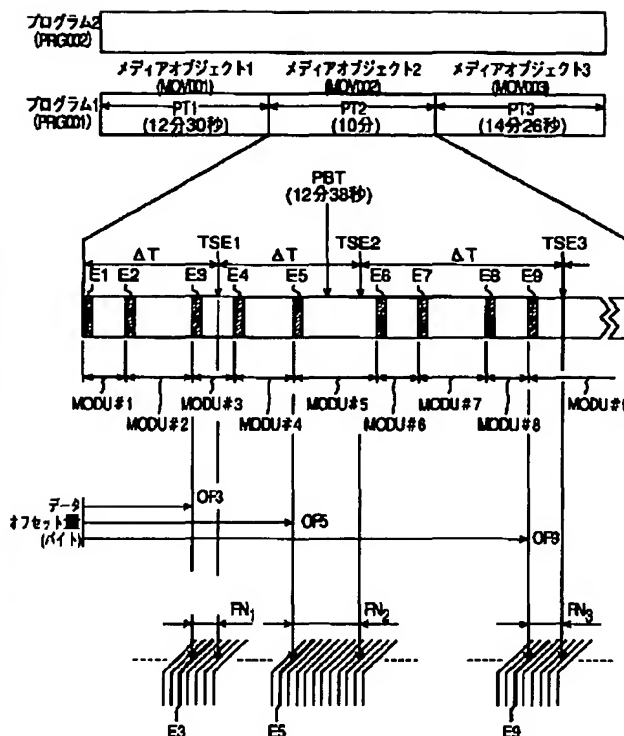 プログラム2
(PRG002)
メディアオブジェクト1 メディアオブジェクト2 メディアオブジェクト3
(MOV001) (MOV002) (MOV003)
プログラム1
(PRG001)
PT1 PT2 PT3
(12分30秒) (10分) (14分26秒)
PBT
(12分38秒)
ΔT TSE1 ΔT TSE2 ΔT TSE3
E1 E2 E3 E4 E5 E6 E7 E8 E9
MODU#1 MODU#3 MODU#5 MODU#7 MODU#9
MODU#2 MODU#4 MODU#6 MODU#8
データ
オフセット量
(バイト)
OF3
OF5
OF9
FN1 FN2 FN3
E3 E5 E9